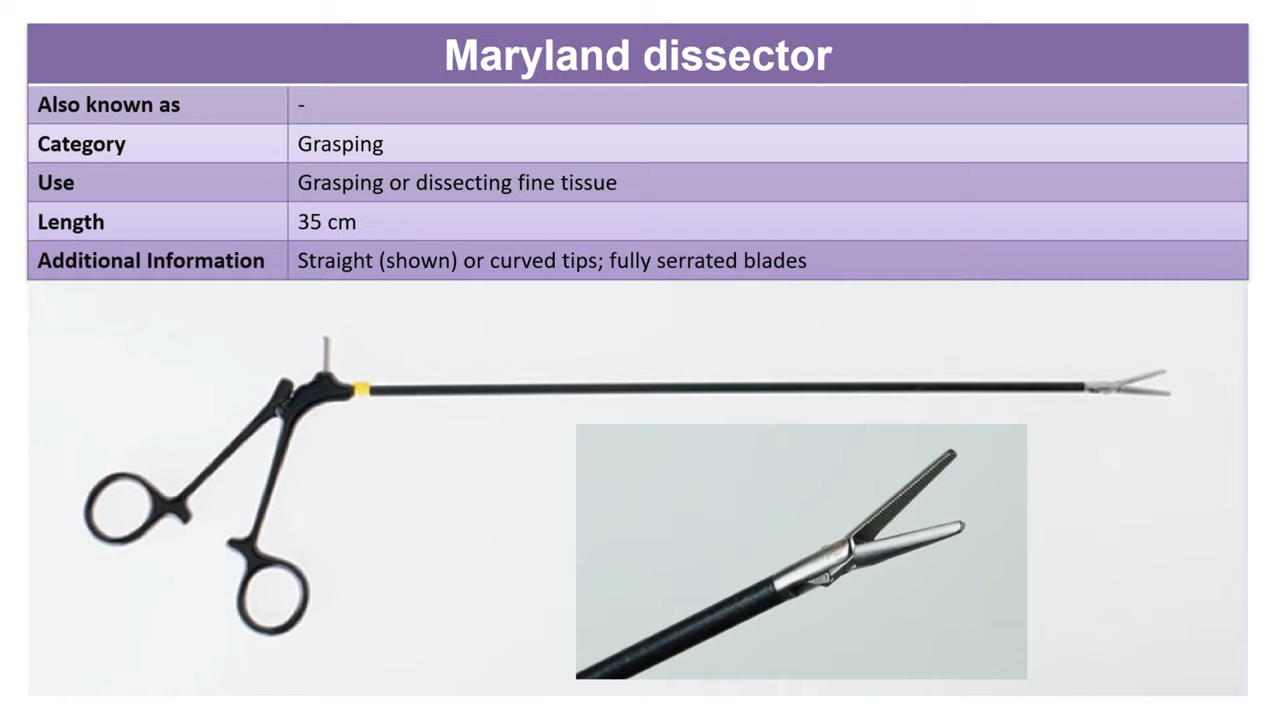 Maryland dissector
Also known as -
Category Grasping
Use Grasping or dissecting fine tissue
Length 35 cm
Additional Information Straight (shown) or curved tips; fully serrated blades